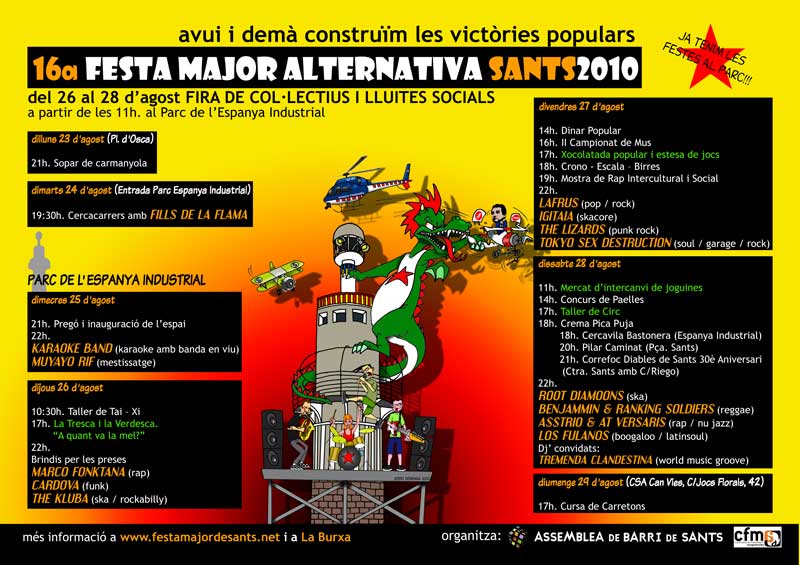 avui i demà construïm les victòries populars
16a FESTA MAJOR ALTERNATIVA SANTS2010
JA TENIM LES
FESTES AL PARC!!!
del 26 al 28 d’agost FIRA DE COL·LECTIUS I LLUITES SOCIALS
a partir de les 11h. al Parc de l’Espanya Industrial
dilluns 23 d'agost (Pl. d'Osca)
21h. Sopar de carmanyola
dimarts 24 d'agost (Entrada Parc Espanya Industrial)
19:30h. Cercacarrers amb FILLS DE LA FLAMA
PARC DE L'ESPANYA INDUSTRIAL
dimecres 25 d'agost
21h. Pregó i inauguració de l’espai
22h.
KARAOKE BAND (karaoke amb banda en viu)
MUYAYO RIF (mestissatge)
dijous 26 d'agost
10:30h. Taller de Tai - Xi
17h. La Tresca i la Verdesca.
“A quant va la mel?”
22h.
Brindis per les preses
MARCO FONKTANA (rap)
CARDOVA (funk)
THE KLUBA (ska / rockabilly)
divendres 27 d'agost
14h. Dinar Popular
16h. II Campionat de Mus
17h. Xocolatada popular i estesa de jocs
18h. Crono - Escala - Birres
19h. Mostra de Rap Intercultural i Social
22h.
LAFRUS (pop / rock)
IGITAIA (skacore)
THE LIZARDS (punk rock)
TOKYO SEX DESTRUCTION (soul / garage / rock)
dissabte 28 d'agost
11h. Mercat d’intercanvi de joguines
14h. Concurs de Paelles
17h. Taller de Circ
18h. Crema Pica Puja
18h. Cercavila Bastonera (Espanya Industrial)
20h. Pilar Caminat (Pça. Sants)
21h. Correfoc Diables de Sants 30è Aniversari
(Ctra. Sants amb C/Riego)
22h.
ROOT DIAMOONS (ska)
BENJAMMIN & RANKING SOLDIERS (reggae)
ASSTRIO & AT VERSARIS (rap / nu jazz)
LOS FULANOS (boogaloo / latinsoul)
Dj’ convidats:
TREMENDA CLANDESTINA (world music groove)
diumenge 29 d'agost (CSA Can Vies, C/Jocs Florals, 42)
17h. Cursa de Carretons
més informació a www.festamajordesants.net i a La Burxa
organitza: ASSEMBLEA DE BARRI DE SANTS
cfms